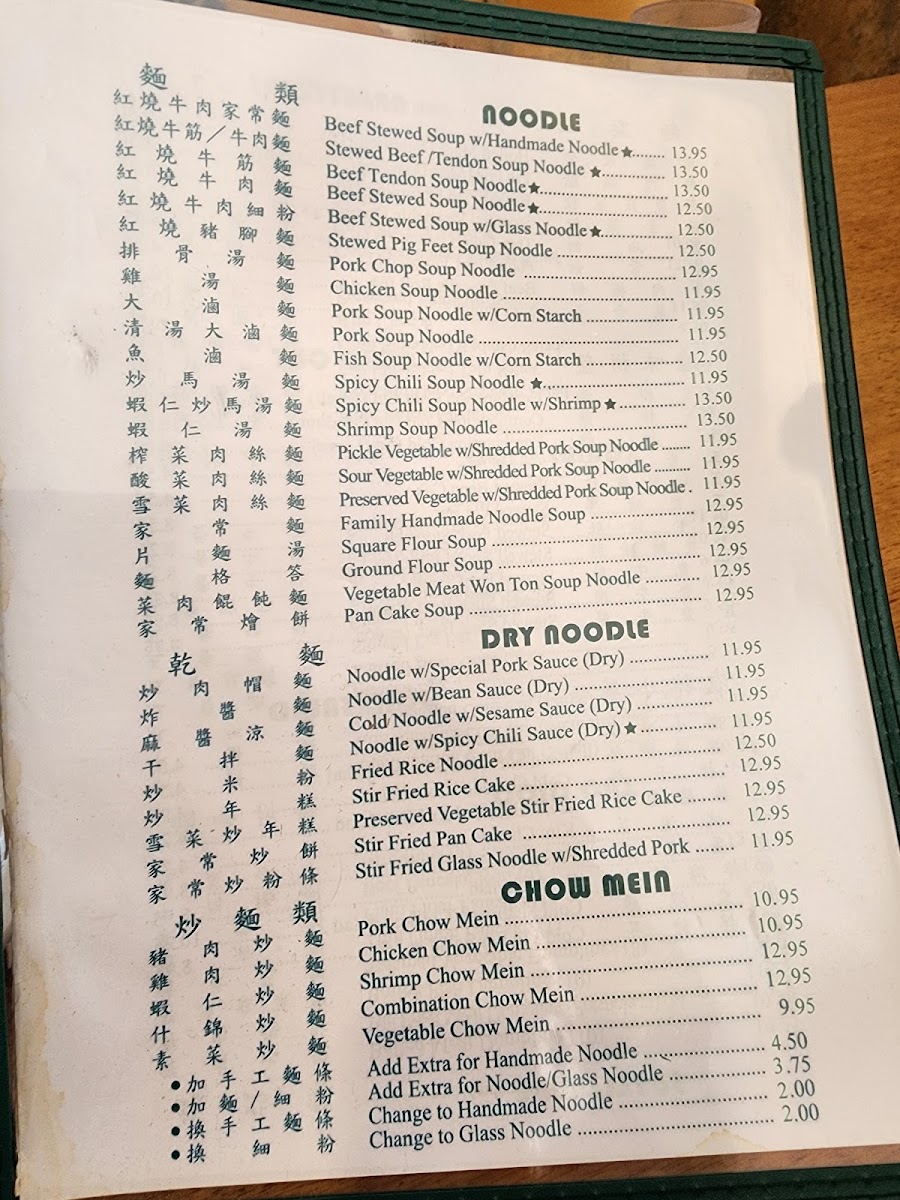 麵類 NOODLE
紅燒牛肉家常麵 Beef Stewed Soup w/Handmade Noodle★........ 13.95
紅燒牛筋/牛肉麵 Stewed Beef /Tendon Soup Noodle ★............... 13.50
紅燒牛筋麵 Beef Tendon Soup Noodle★............................ 13.50
紅燒牛肉麵 Beef Stewed Soup Noodle★............................ 12.50
紅燒牛肉細粉 Beef Stewed Soup w/Glass Noodle★............... 12.50
紅燒豬腳麵 Stewed Pig Feet Soup Noodle ......................... 12.50
排骨湯麵 Pork Chop Soup Noodle ................................. 12.95
雞湯麵 Chicken Soup Noodle ..................................... 11.95
大滷麵 Pork Soup Noodle w/Corn Starch .................... 11.95
清湯大滷麵 Pork Soup Noodle ........................................... 11.95
魚滷麵 Fish Soup Noodle w/Corn Starch ..................... 12.50
炒馬湯麵 Spicy Chili Soup Noodle ★.............................. 11.95
蝦仁炒馬湯麵 Spicy Chili Soup Noodle w/Shrimp★............... 13.50
蝦仁湯麵 Shrimp Soup Noodle ....................................... 13.50
榨菜肉絲麵 Pickle Vegetable w/Shredded Pork Soup Noodle ........ 11.95
酸菜肉絲麵 Sour Vegetable w/Shredded Pork Soup Noodle .......... 11.95
雪菜肉絲麵 Preserved Vegetable w/Shredded Pork Soup Noodle . 11.95
家常麵 Family Handmade Noodle Soup ...................... 12.95
片麵湯 Square Flour Soup ............................................. 12.95
麵格答 Ground Flour Soup ............................................ 12.95
菜肉餛飩麵 Vegetable Meat Won Ton Soup Noodle ............ 12.95
家常燴餅 Pan Cake Soup ................................................... 12.95
乾麵 DRY NOODLE
炒肉帽麵 Noodle w/Special Pork Sauce (Dry) ................. 11.95
炸醬麵 Noodle w/Bean Sauce (Dry) ............................. 11.95
麻醬涼麵 Cold Noodle w/Sesame Sauce (Dry) ................ 11.95
干拌麵 Noodle w/Spicy Chili Sauce (Dry)★................. 11.95
炒米粉 Fried Rice Noodle ................................................ 12.50
炒年糕 Stir Fried Rice Cake ............................................ 12.95
雪菜炒年糕 Preserved Vegetable Stir Fried Rice Cake ........ 12.95
家常炒餅 Stir Fried Pan Cake ............................................ 12.95
家常炒粉條 Stir Fried Glass Noodle w/Shredded Pork ........ 11.95
炒麵類 CHOW MEIN
豬肉炒麵 Pork Chow Mein ................................................. 10.95
雞肉炒麵 Chicken Chow Mein ........................................... 10.95
蝦仁炒麵 Shrimp Chow Mein ............................................. 12.95
什錦炒麵 Combination Chow Mein ................................... 12.95
素菜炒麵 Vegetable Chow Mein ......................................... 9.95
•加手工麵條 Add Extra for Handmade Noodle ...................... 4.50
•加麵/細粉 Add Extra for Noodle/Glass Noodle ................. 3.75
•換手工麵條 Change to Handmade Noodle ........................... 2.00
•換細粉 Change to Glass Noodle .................................... 2.00